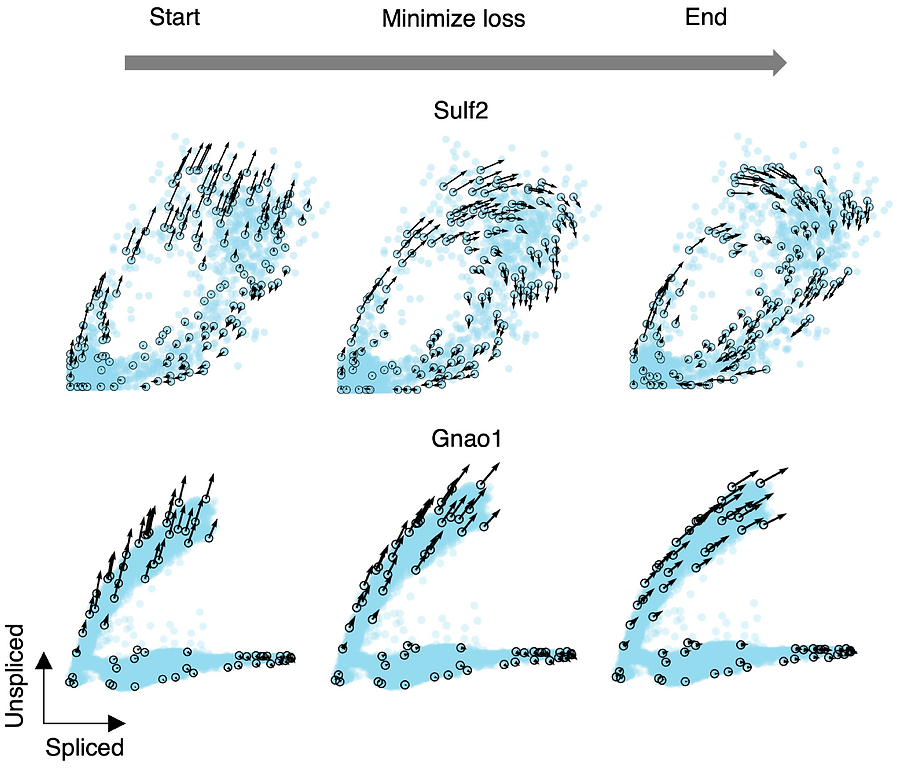 Start
Minimize loss
End
Sulf2
Gnao1
Unspliced
Spliced